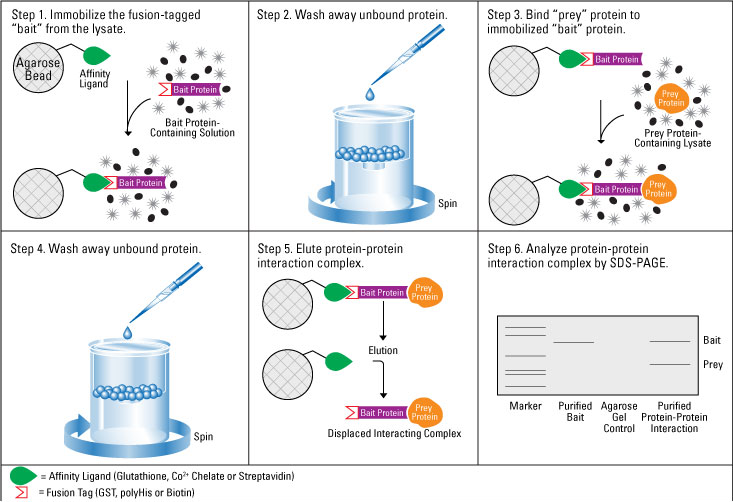 Step 1. Immobilize the fusion-tagged
“bait” from the lysate.
Agarose
Bead
Affinity
Ligand
Bait Protein
Bait Protein-
Containing Solution
Bait Protein
Step 2. Wash away unbound protein.
Spin
Step 3. Bind “prey” protein to
immobilized “bait” protein.
Bait Protein
Prey
Protein
Prey Protein-
Containing Lysate
Bait Protein
Prey
Protein
Step 4. Wash away unbound protein.
Spin
Step 5. Elute protein-protein
interaction complex.
Bait Protein
Prey
Protein
Elution
Bait Protein
Prey
Protein
Displaced Interacting Complex
Step 6. Analyze protein-protein
interaction complex by SDS-PAGE.
Bait
Prey
Marker
Purified
Bait
Agarose
Gel
Control
Purified
Protein-Protein
Interaction
= Affinity Ligand (Glutathione, Co²⁺ Chelate or Streptavidin)
= Fusion Tag (GST, polyHis or Biotin)